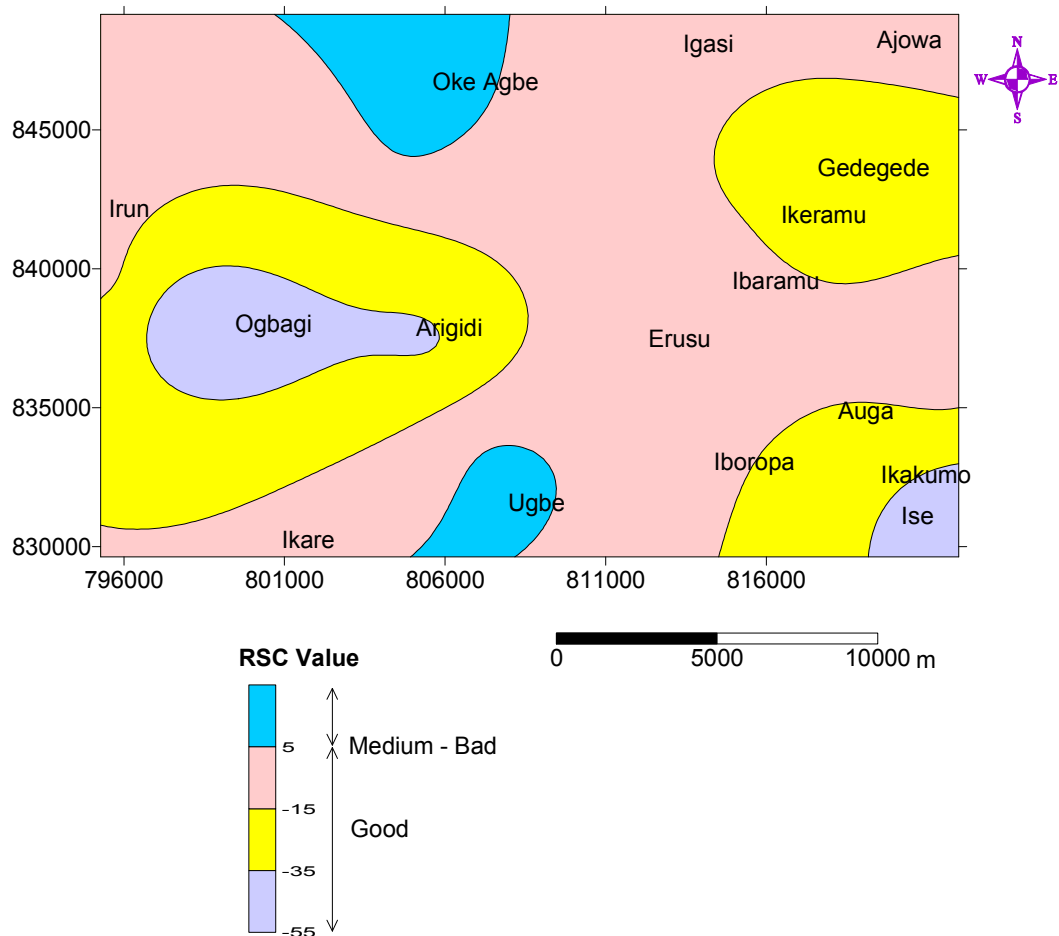 Igasi
Ajowa
N
Oke Agbe
W
E
S
845000
Gedegede
Irun
Ikeramu
840000
Ibaramu
Ogbagi
Arigidi
Erusu
835000
Auga
Iboropa
Ikakumo
Ugbe
Ise
Ikare
830000
796000 801000 806000 811000 816000
RSC Value
0 5000 10000 m
5
Medium - Bad
-15
Good
-35
-55